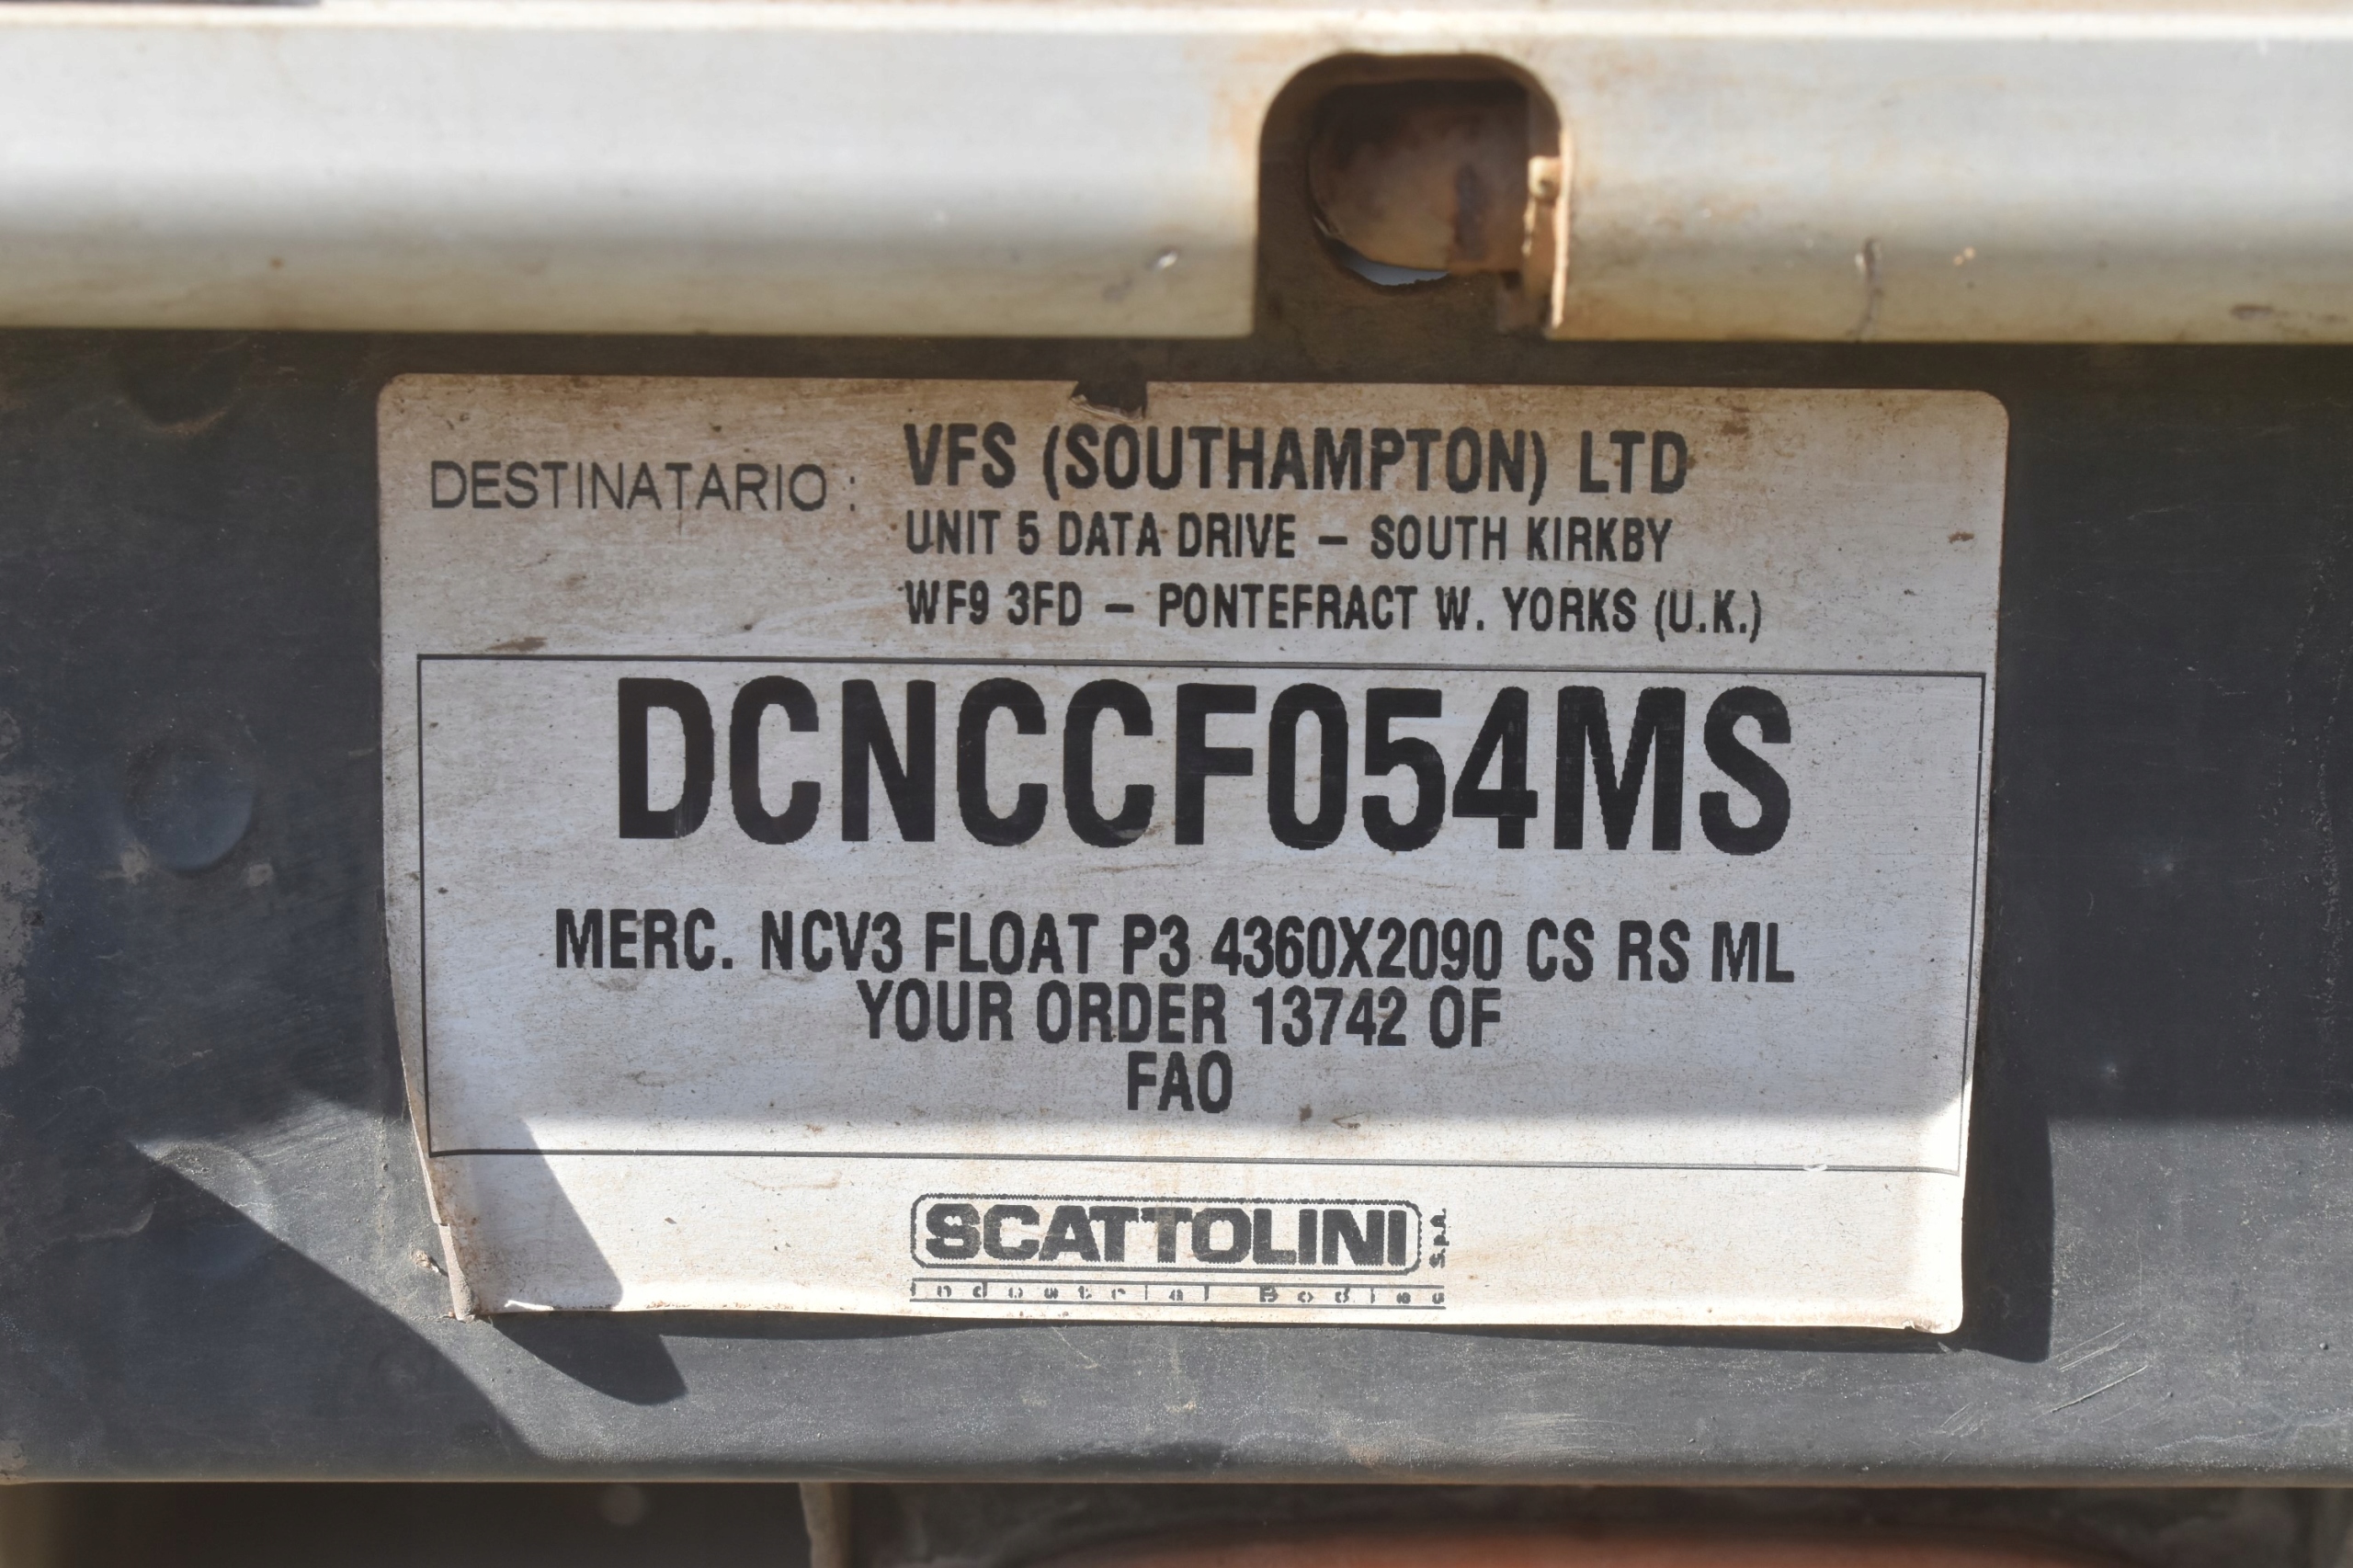 DESTINATARIO : VFS (SOUTHAMPTON) LTD
UNIT 5 DATA DRIVE – SOUTH KIRKBY
WF9 3FD – PONTEFRACT W. YORKS (U.K.)
DCNCCF054MS
MERC. NCV3 FLOAT P3 4360X2090 CS RS ML
YOUR ORDER 13742 OF
FAO
SCATTOLINI S.p.A.
Industrial Bodies